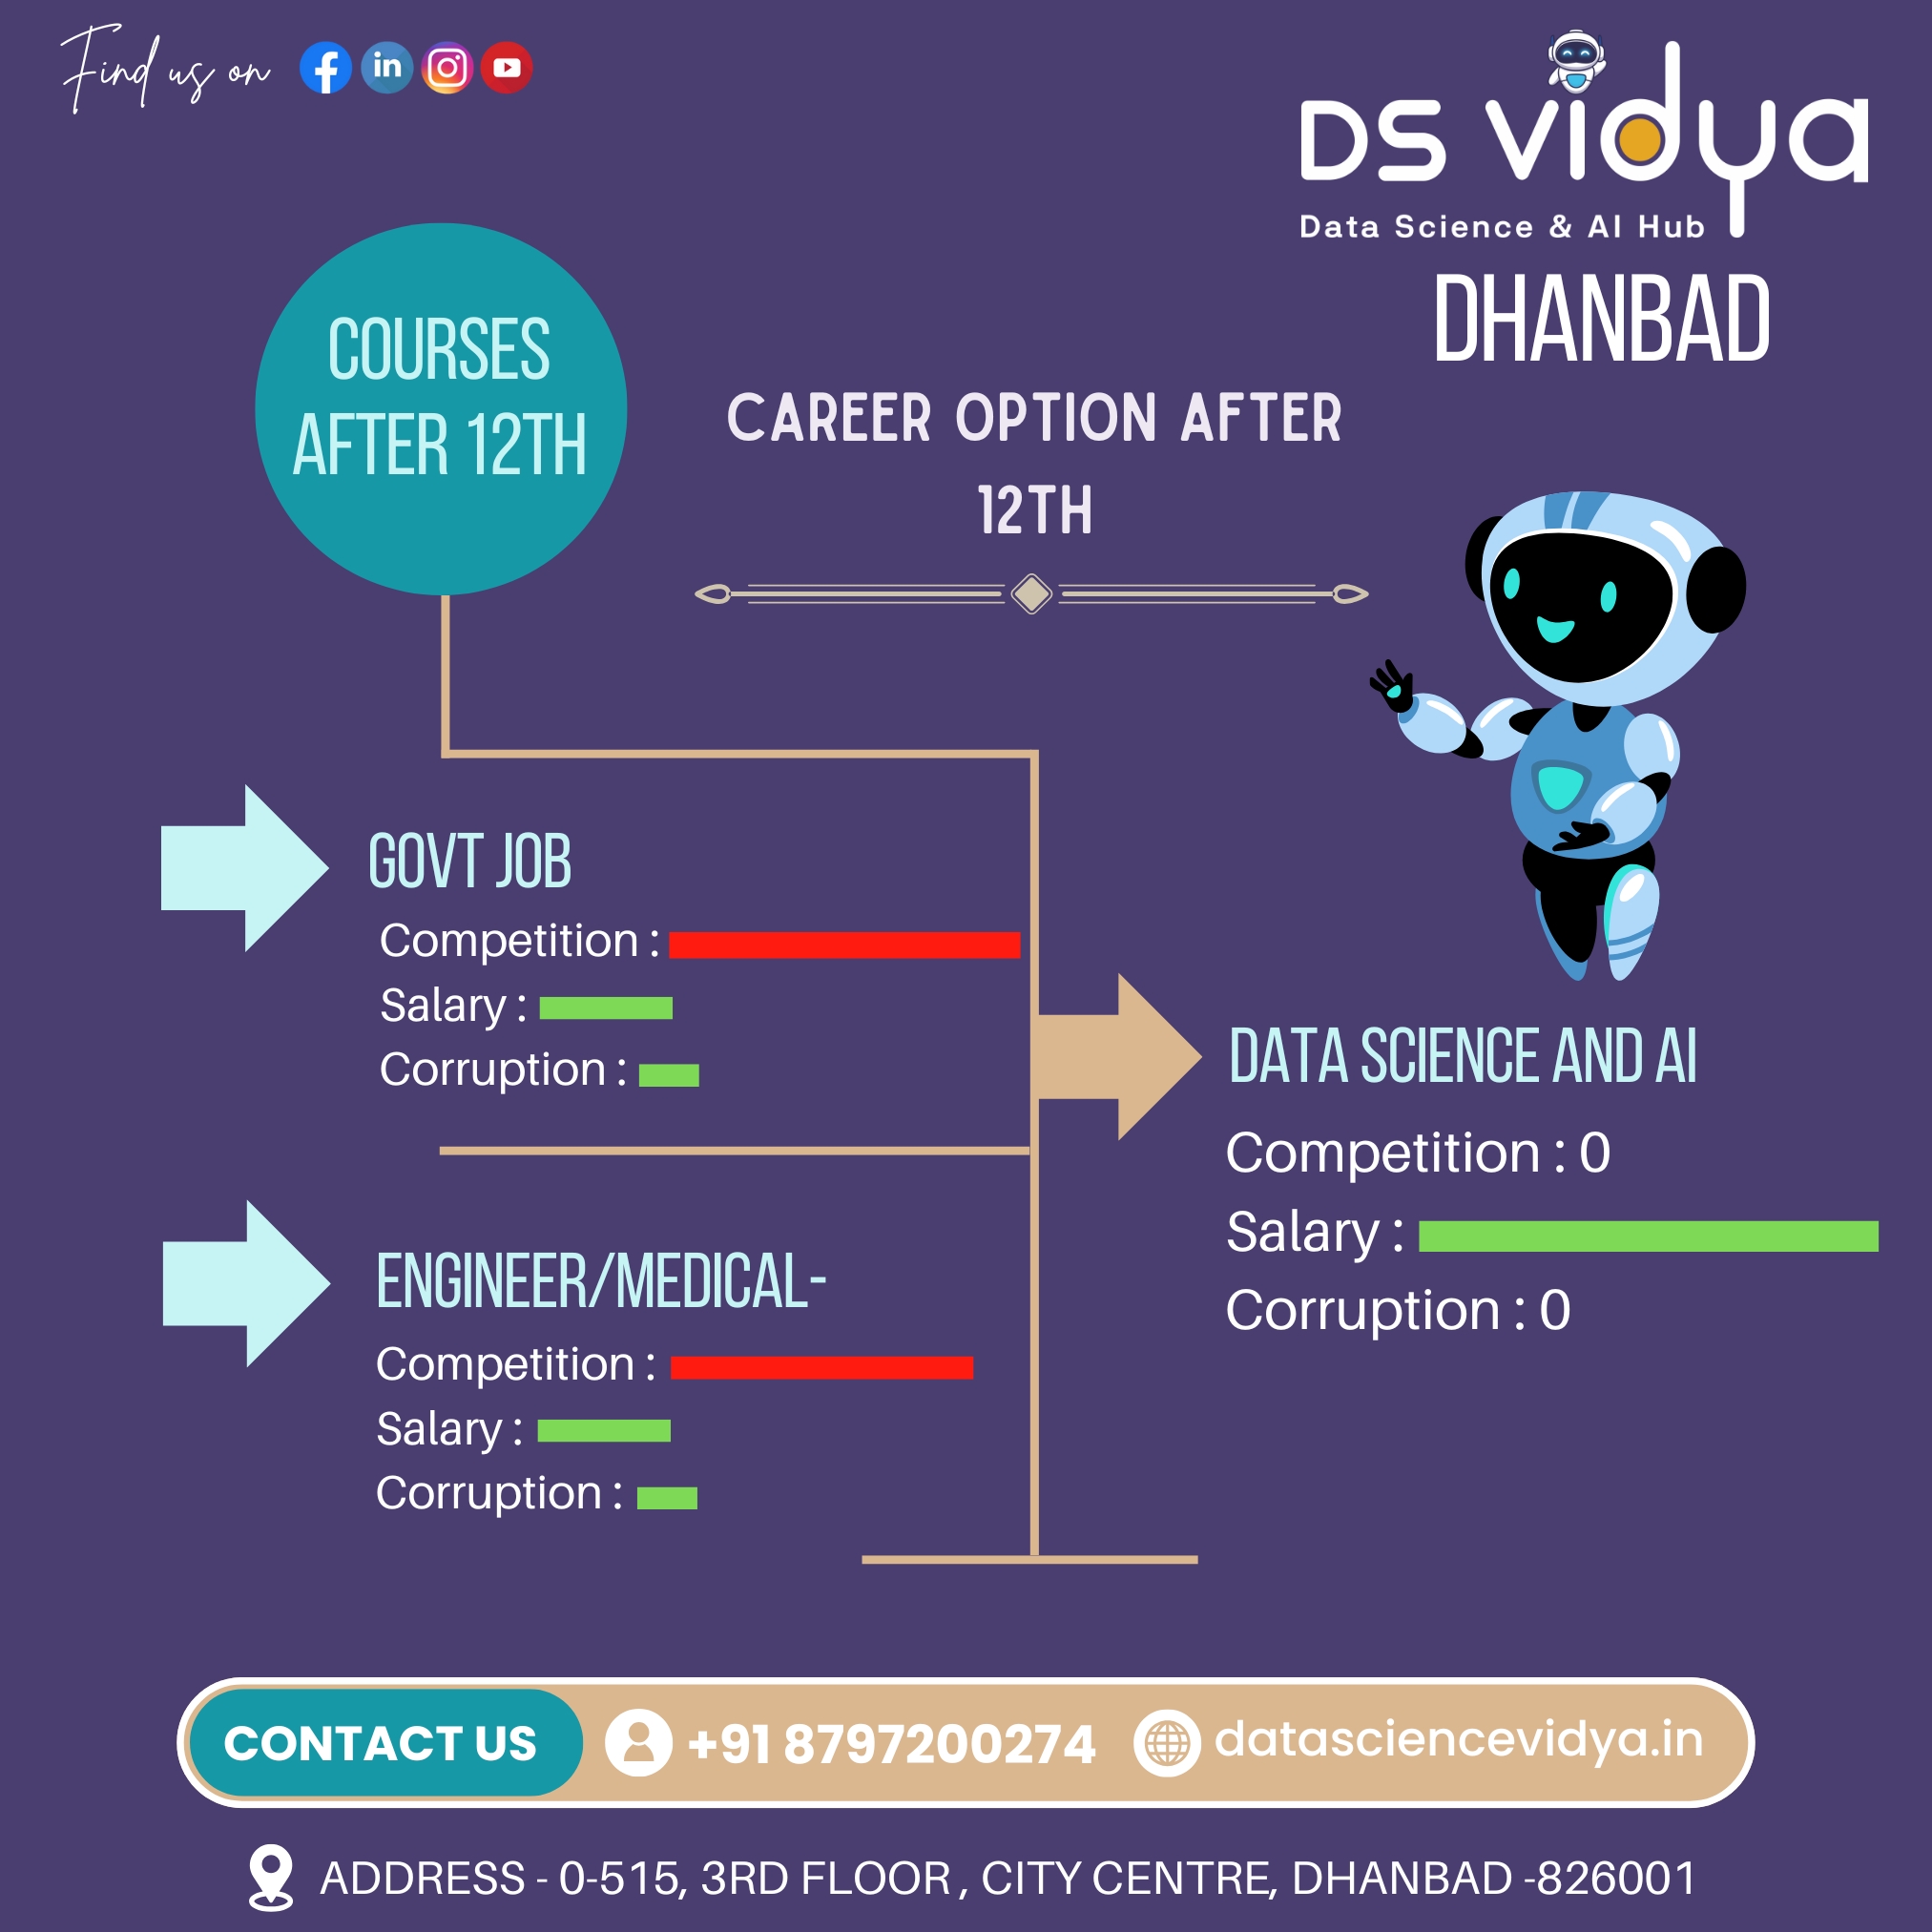 Find us on
DS vidya
Data Science & AI Hub
DHANBAD
COURSES
AFTER 12TH
CAREER OPTION AFTER
12TH
GOVT JOB
Competition :
Salary :
Corruption :
DATA SCIENCE AND AI
Competition : 0
Salary :
Corruption : 0
ENGINEER/MEDICAL-
Competition :
Salary :
Corruption :
CONTACT US
+91 8797200274
datasciencevidya.in
ADDRESS - 0-515, 3RD FLOOR , CITY CENTRE, DHANBAD -826001